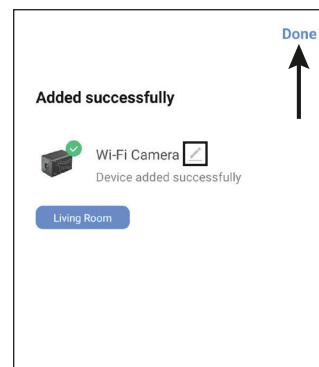 Done
Added successfully
Wi-Fi Camera
Device added successfully
Living Room